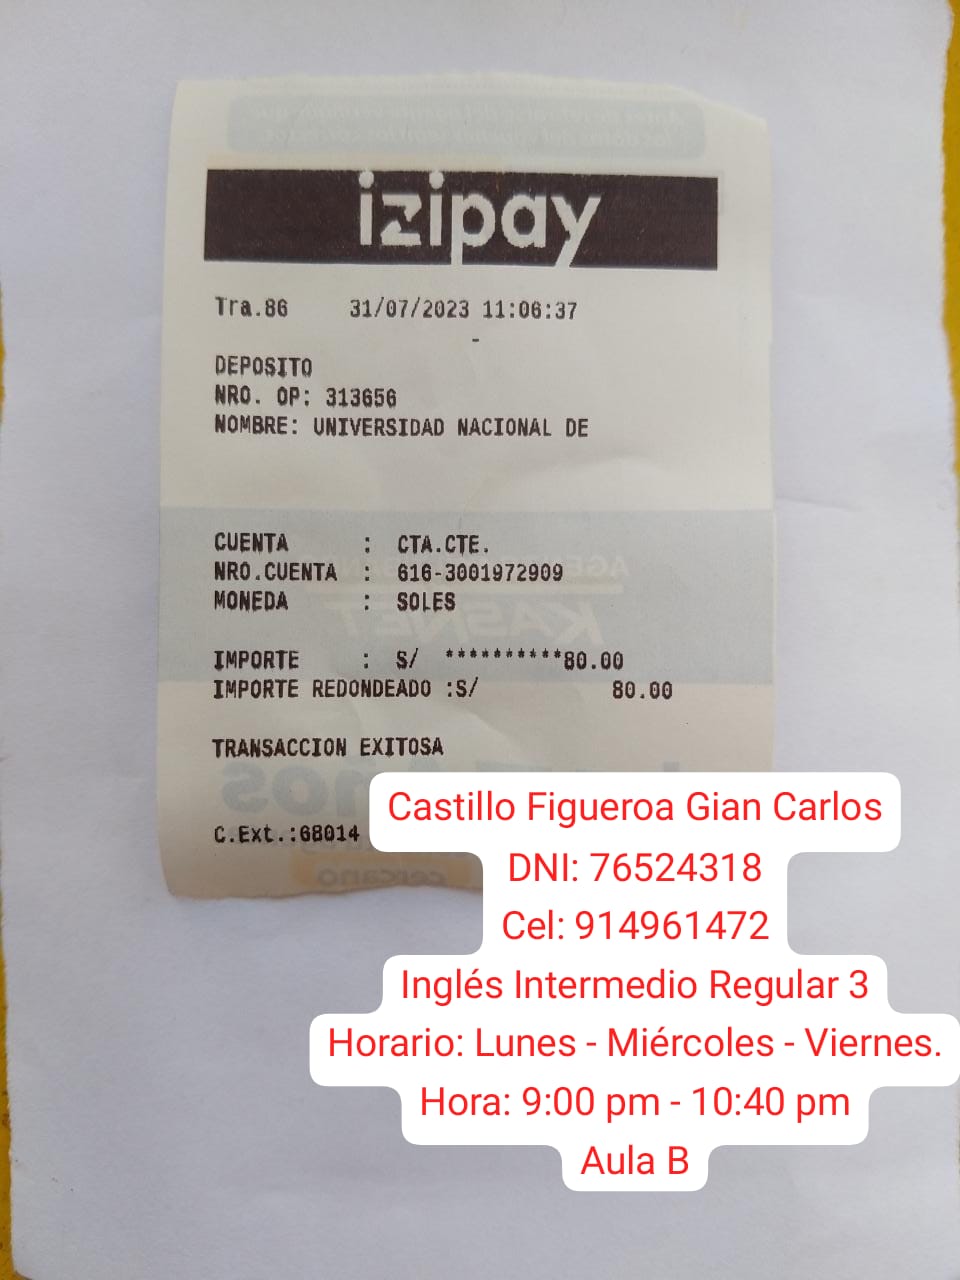 izipay
Tra.86 31/07/2023 11:06:37
-
DEPOSITO
NRO. OP: 313656
NOMBRE: UNIVERSIDAD NACIONAL DE
CUENTA : CTA.CTE.
NRO.CUENTA : 616-3001972909
MONEDA : SOLES
KASNET
IMPORTE : S/ **********80.00
IMPORTE REDONDEADO :S/ 80.00
TRANSACCION EXITOSA
años
C.Ext.:68014
cercano
Castillo Figueroa Gian Carlos
DNI: 76524318
Cel: 914961472
Inglés Intermedio Regular 3
Horario: Lunes - Miércoles - Viernes.
Hora: 9:00 pm - 10:40 pm
Aula B